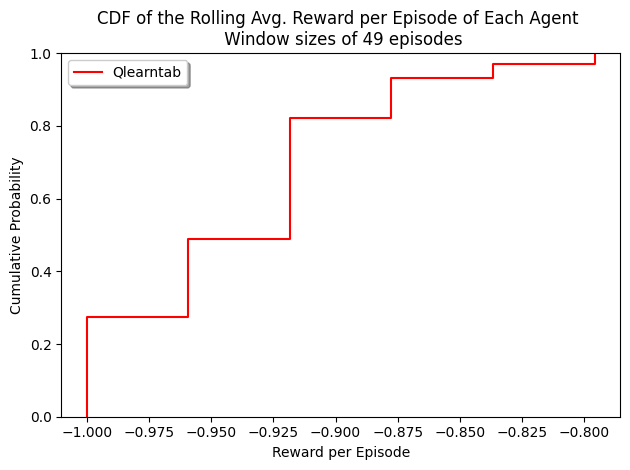 CDF of the Rolling Avg. Reward per Episode of Each Agent
Window sizes of 49 episodes
Qlearntab
1.0
0.8
0.6
0.4
0.2
0.0
Cumulative Probability
−1.000 −0.975 −0.950 −0.925 −0.900 −0.875 −0.850 −0.825 −0.800
Reward per Episode